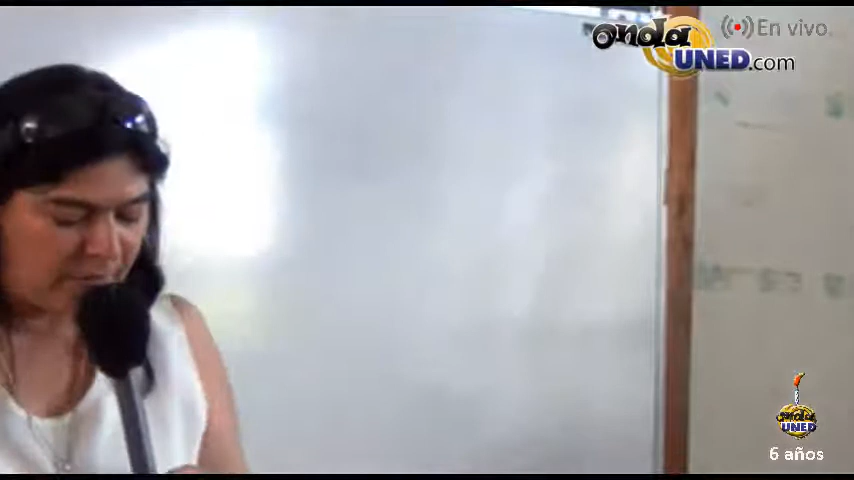 onda
UNED.com
En vivo.
onda
UNED
6 años